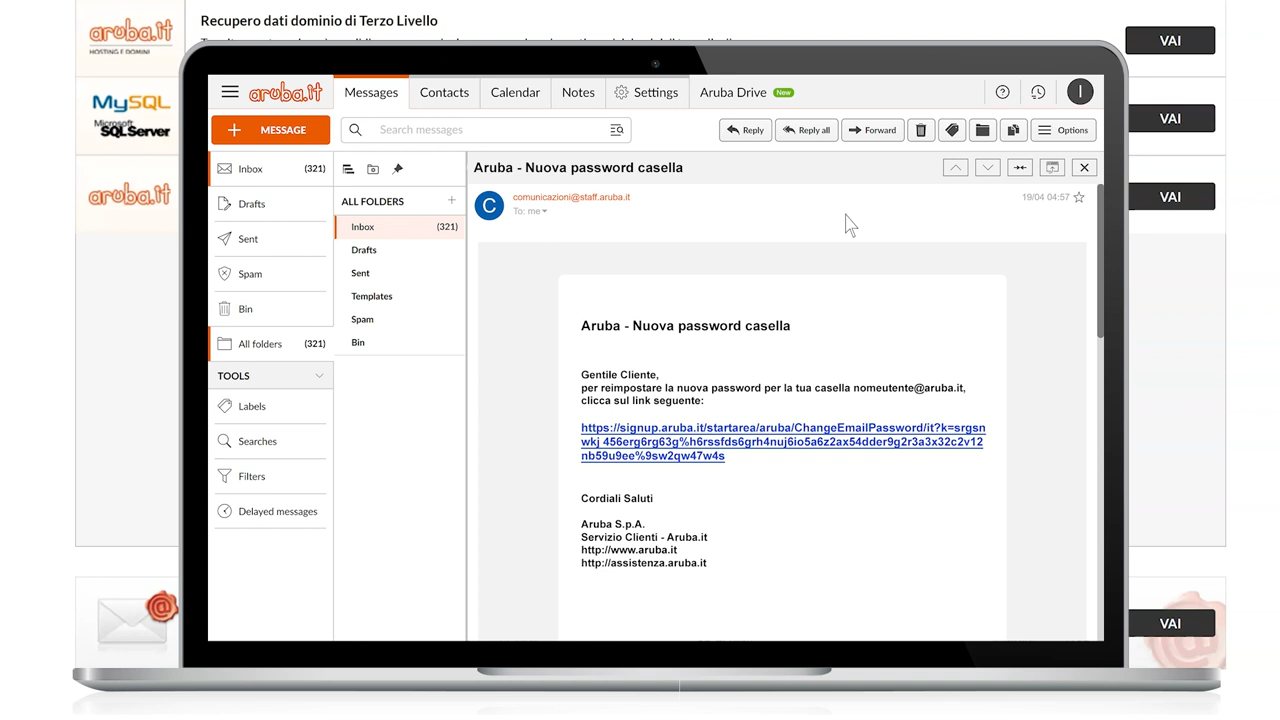 aruba.it
HOSTING E DOMINI
Recupero dati dominio di Terzo Livello
VAI
MySQL
Microsoft
SQL Server
VAI
aruba.it
VAI
VAI
aruba.it
Messages
Contacts
Calendar
Notes
Settings
Aruba Drive New
I
+ MESSAGE
Search messages
Reply
Reply all
Forward
Options
Inbox (321)
Drafts
Sent
Spam
Bin
All folders (321)
TOOLS
Labels
Searches
Filters
Delayed messages
ALL FOLDERS +
Inbox (321)
Drafts
Sent
Templates
Spam
Bin
Aruba - Nuova password casella
C
comunicazioni@staff.aruba.it
To: me
19/04 04:57
Aruba - Nuova password casella
Gentile Cliente,
per reimpostare la nuova password per la tua casella nomeutente@aruba.it,
clicca sul link seguente:
https://signup.aruba.it/startarea/aruba/ChangeEmailPassword/it?k=srgsn
wkj 456erg6rg63g%h6rssfds6grh4nuj6io5a6z2ax54dder9g2r3a3x32c2v12
nb59u9ee%9sw2qw47w4s
Cordiali Saluti
Aruba S.p.A.
Servizio Clienti - Aruba.it
http://www.aruba.it
http://assistenza.aruba.it